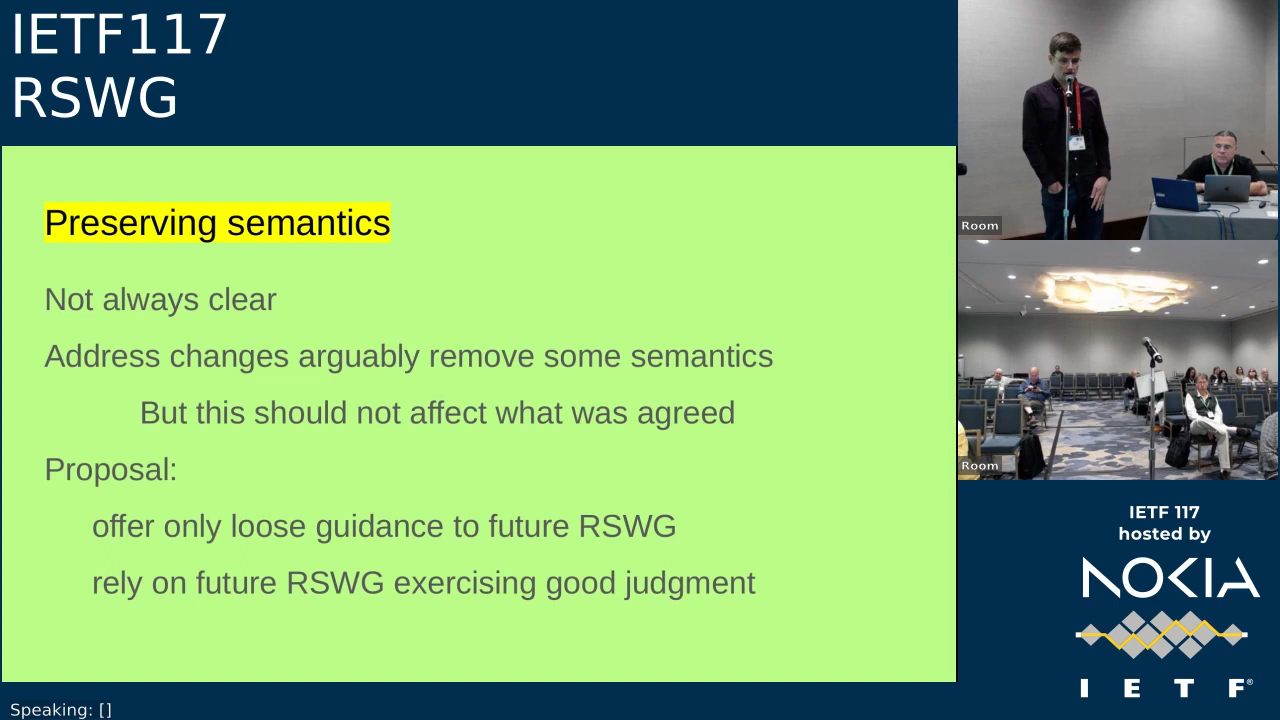 IETF117
RSWG
Preserving semantics
Not always clear
Address changes arguably remove some semantics
But this should not affect what was agreed
Proposal:
offer only loose guidance to future RSWG
rely on future RSWG exercising good judgment
Room
Room
IETF 117
hosted by
NOKIA
I E T F®
Speaking: []